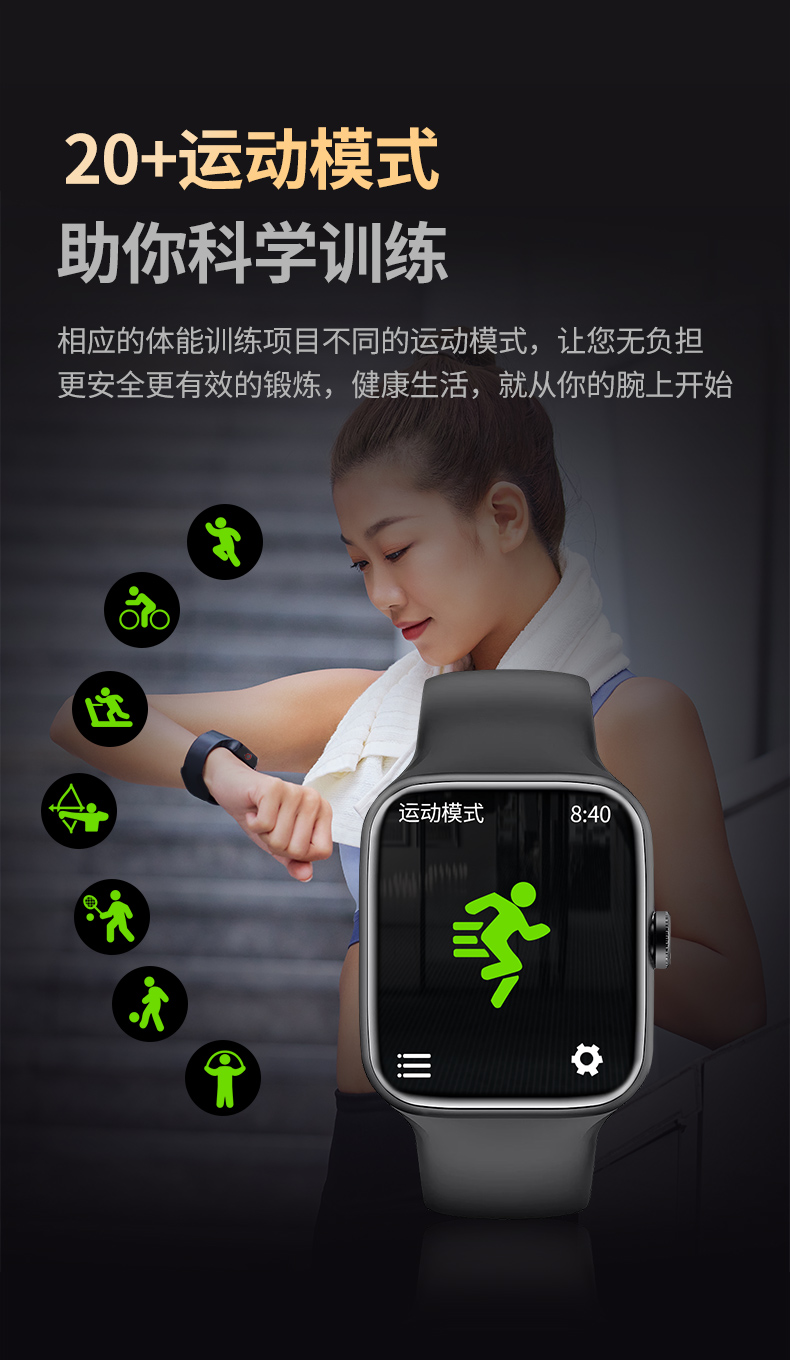 20+运动模式
助你科学训练
相应的体能训练项目不同的运动模式，让您无负担
更安全更有效的锻炼，健康生活，就从你的腕上开始
运动模式 8:40